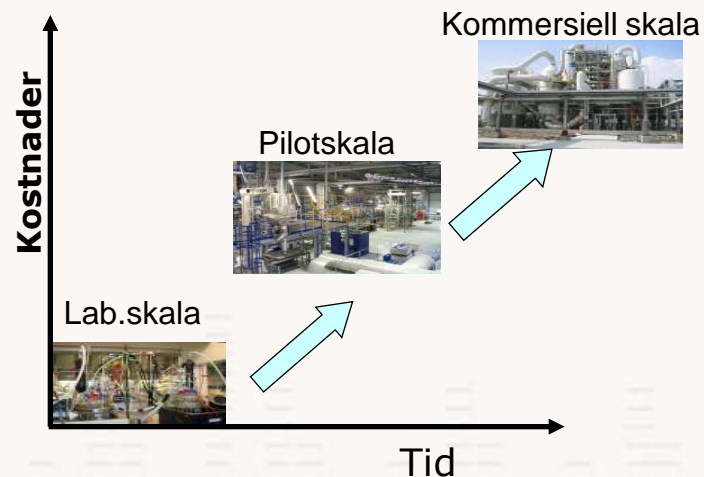 Kommersiell skala
Pilotskala
Kostnader
Lab.skala
Tid